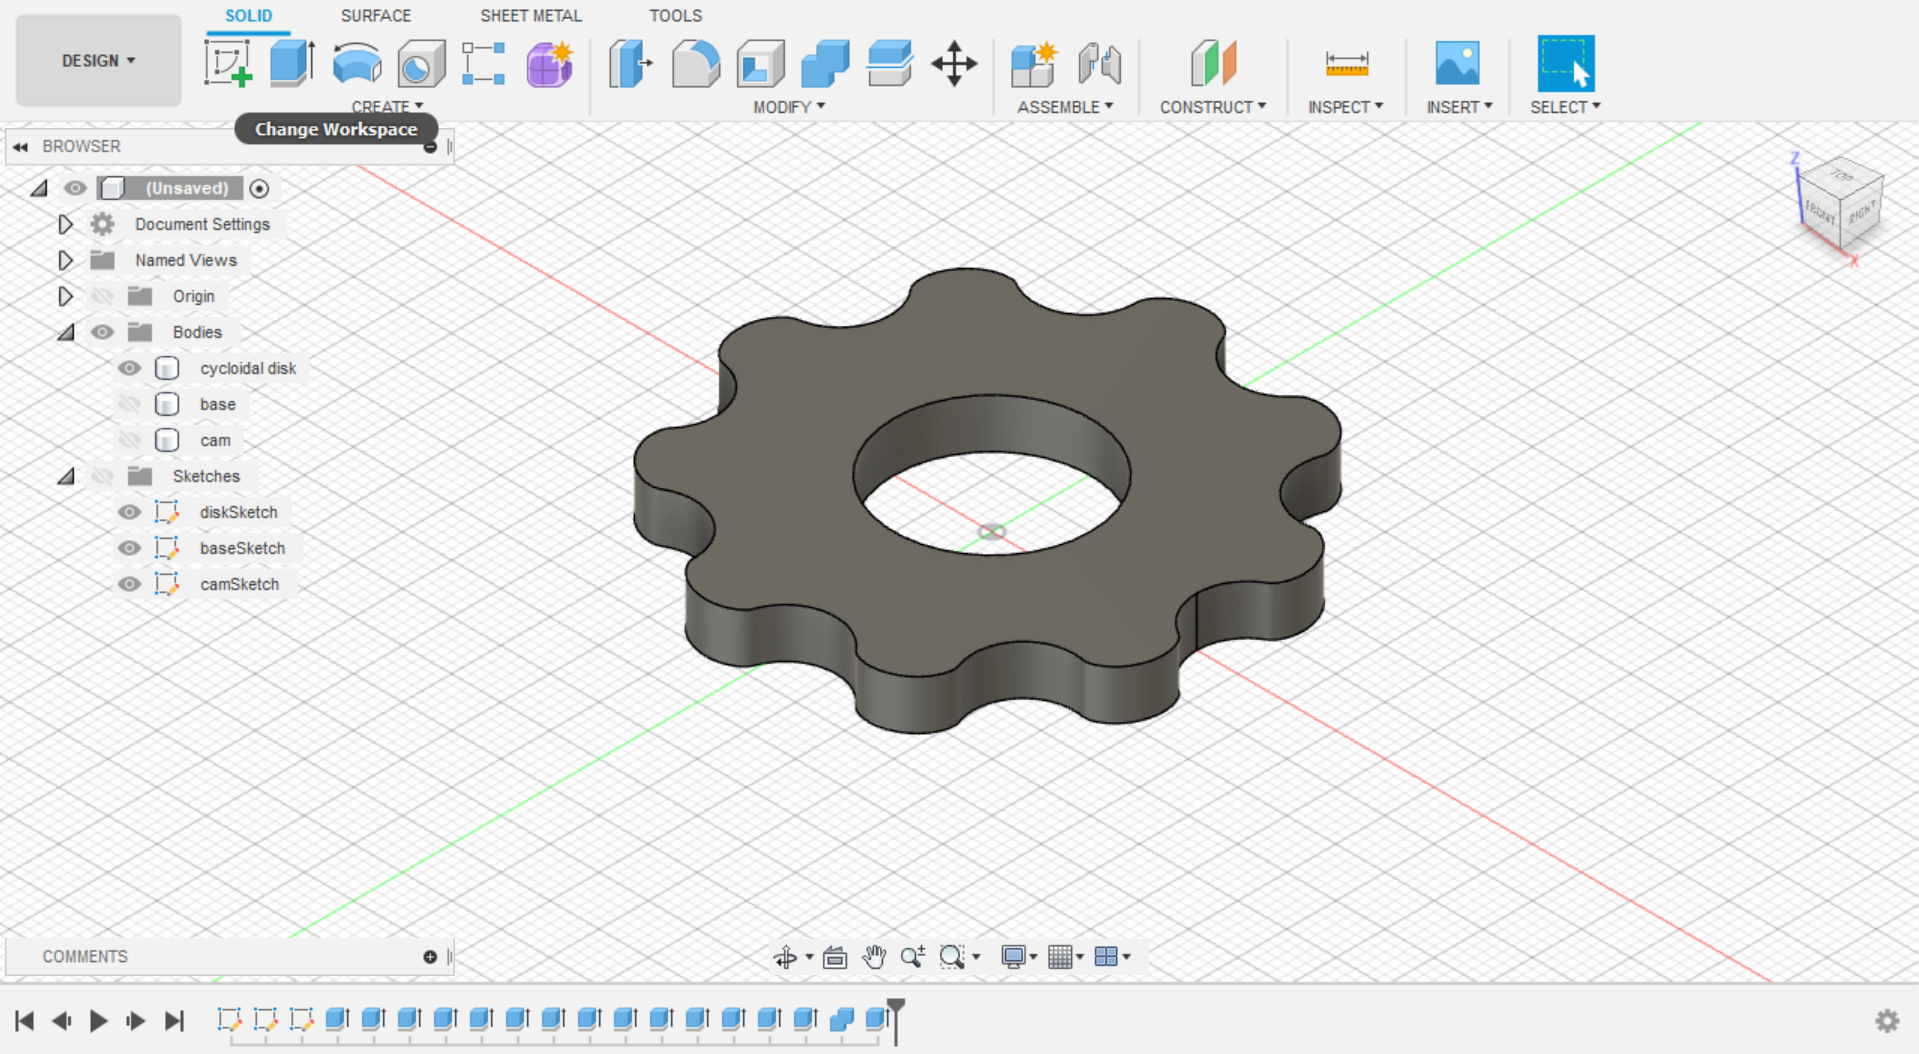 SOLID SURFACE SHEET METAL TOOLS
DESIGN
CREATE MODIFY ASSEMBLE CONSTRUCT INSPECT INSERT SELECT
Change Workspace
BROWSER
(Unsaved)
Document Settings
Named Views
Origin
Bodies
cycloidal disk
base
cam
Sketches
diskSketch
baseSketch
camSketch
Z
TOP
FRONT
RIGHT
X
COMMENTS